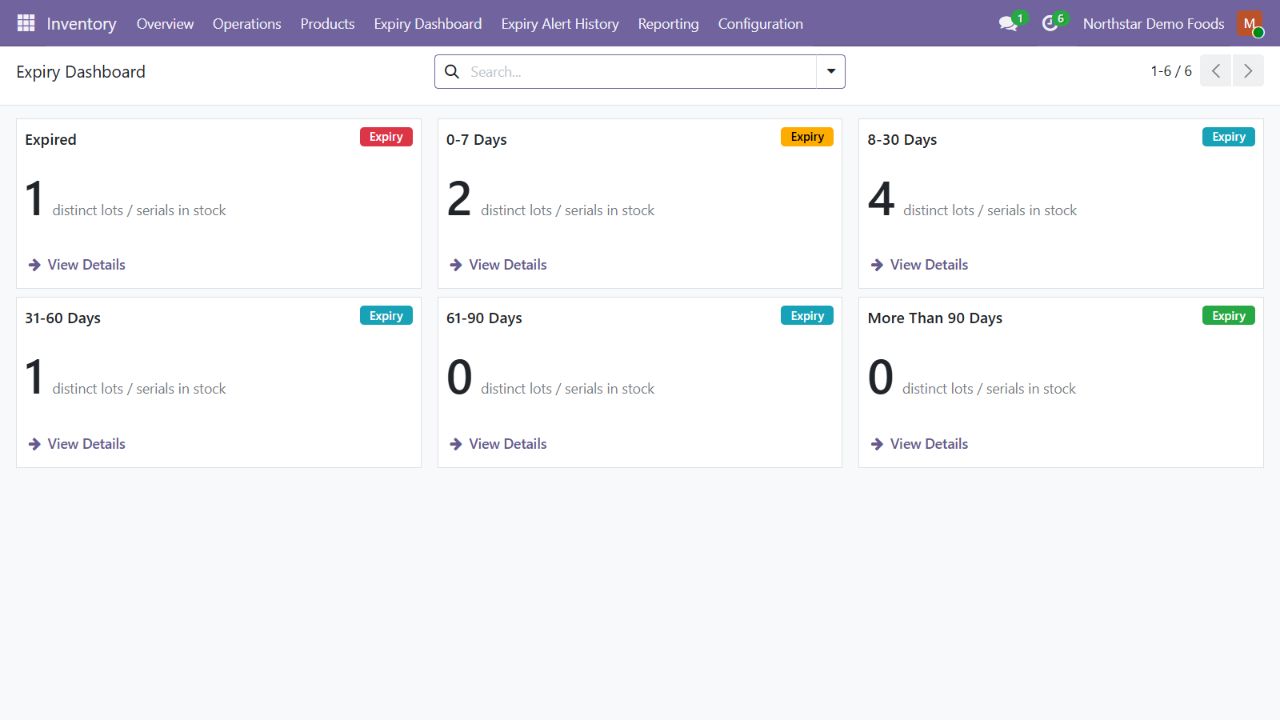 Inventory Overview Operations Products Expiry Dashboard Expiry Alert History Reporting Configuration 1 6 Northstar Demo Foods M
Expiry Dashboard Search... 1-6 / 6
Expired Expiry
1 distinct lots / serials in stock
View Details
0-7 Days Expiry
2 distinct lots / serials in stock
View Details
8-30 Days Expiry
4 distinct lots / serials in stock
View Details
31-60 Days Expiry
1 distinct lots / serials in stock
View Details
61-90 Days Expiry
0 distinct lots / serials in stock
View Details
More Than 90 Days Expiry
0 distinct lots / serials in stock
View Details